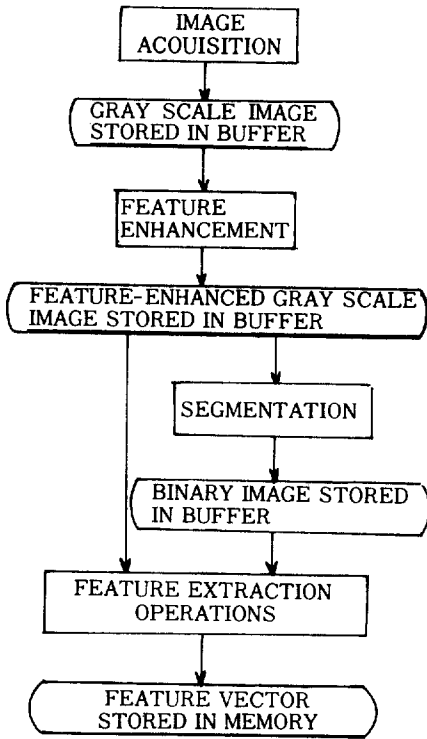 IMAGE
ACOUISITION
GRAY SCALE IMAGE
STORED IN BUFFER
FEATURE
ENHANCEMENT
FEATURE-ENHANCED GRAY SCALE
IMAGE STORED IN BUFFER
SEGMENTATION
BINARY IMAGE STORED
IN BUFFER
FEATURE EXTRACTION
OPERATIONS
FEATURE VECTOR
STORED IN MEMORY